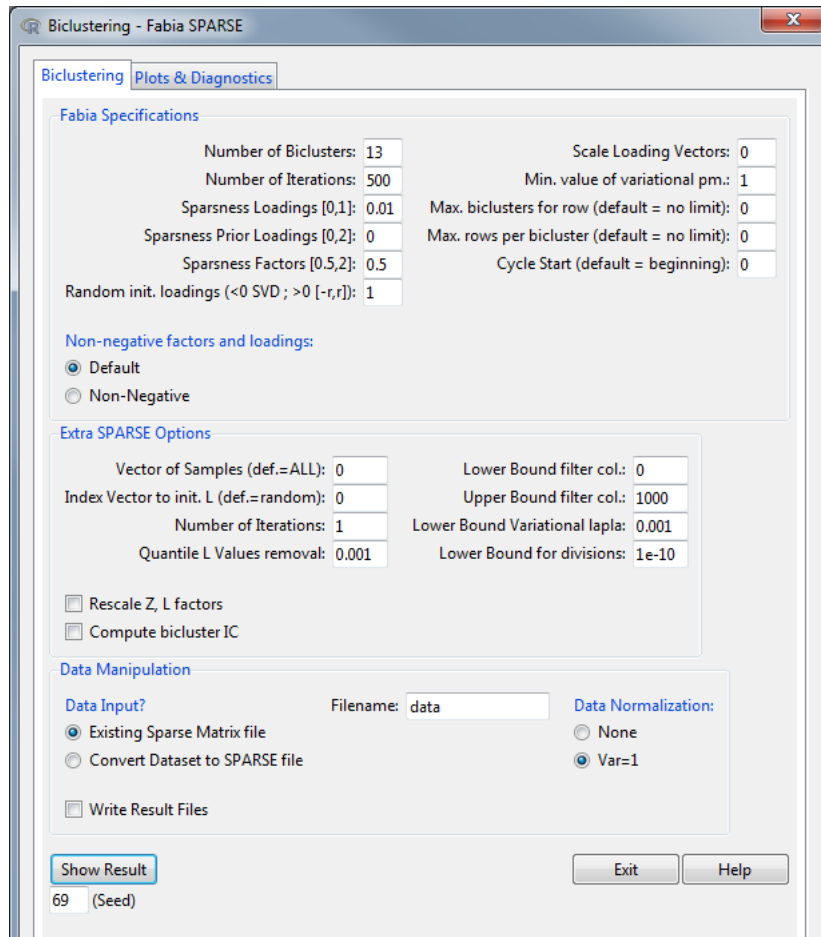 Biclustering - Fabia SPARSE
Biclustering Plots & Diagnostics
Fabia Specifications
Number of Biclusters: 13 Scale Loading Vectors: 0
Number of Iterations: 500 Min. value of variational pm.: 1
Sparsness Loadings [0,1]: 0.01 Max. biclusters for row (default = no limit): 0
Sparsness Prior Loadings [0,2]: 0 Max. rows per bicluster (default = no limit): 0
Sparsness Factors [0.5,2]: 0.5 Cycle Start (default = beginning): 0
Random init. loadings (<0 SVD ; >0 [-r,r]): 1
Non-negative factors and loadings:
Default
Non-Negative
Extra SPARSE Options
Vector of Samples (def.=ALL): 0 Lower Bound filter col.: 0
Index Vector to init. L (def.=random): 0 Upper Bound filter col.: 1000
Number of Iterations: 1 Lower Bound Variational lapla: 0.001
Quantile L Values removal: 0.001 Lower Bound for divisions: 1e-10
Rescale Z, L factors
Compute bicluster IC
Data Manipulation
Data Input? Filename: data Data Normalization:
Existing Sparse Matrix file None
Convert Dataset to SPARSE file Var=1
Write Result Files
Show Result Exit Help
69 (Seed)